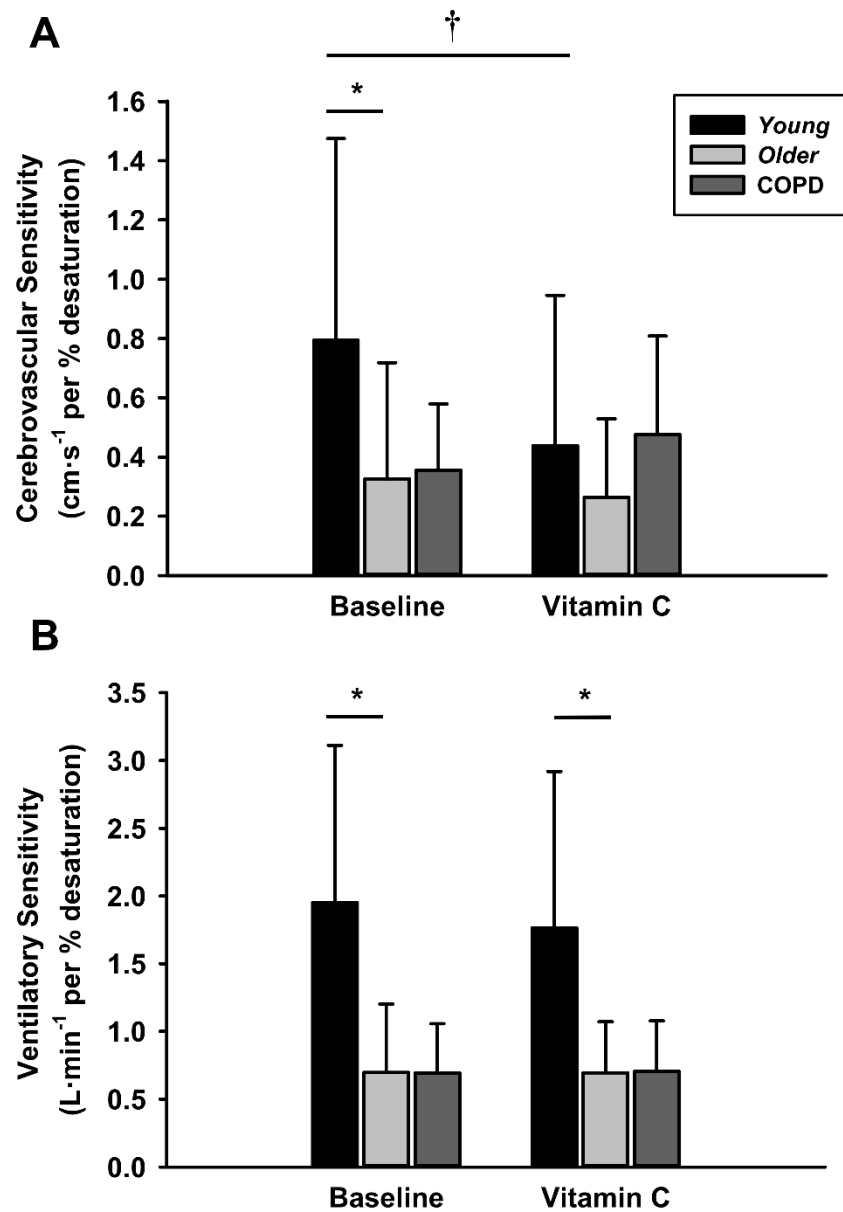 A
†
*
Young
Older
COPD
Cerebrovascular Sensitivity
(cm·s⁻¹ per % desaturation)
1.6
1.4
1.2
1.0
0.8
0.6
0.4
0.2
0.0
Baseline
Vitamin C
B
*
*
Ventilatory Sensitivity
(L·min⁻¹ per % desaturation)
3.5
3.0
2.5
2.0
1.5
1.0
0.5
0.0
Baseline
Vitamin C